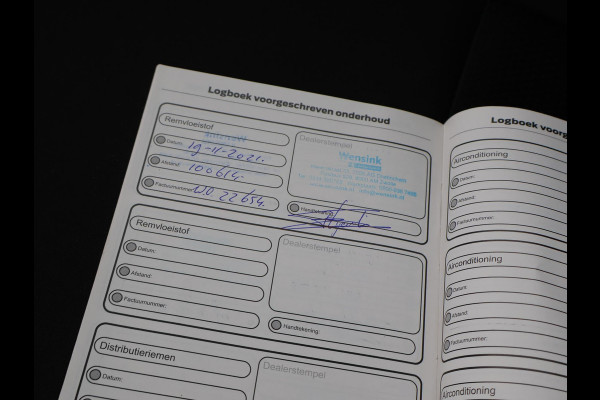 Logboek voorgeschreven onderhoud
Remvloeistof
Datum: 19-11-2021.
Afstand: 100614.
Factuurnummer: WO 22654.
Dealerstempel
Wensink
Handtekening:
Remvloeistof
Datum:
Afstand:
Factuurnummer:
Dealerstempel
Handtekening:
Distributieriemen
Datum:
Dealerstempel
Logboek voorg
Airconditioning
Datum:
Afstand:
Factuurnummer:
Airconditioning
Datum:
Afstand:
Factuurnummer:
Airconditioning